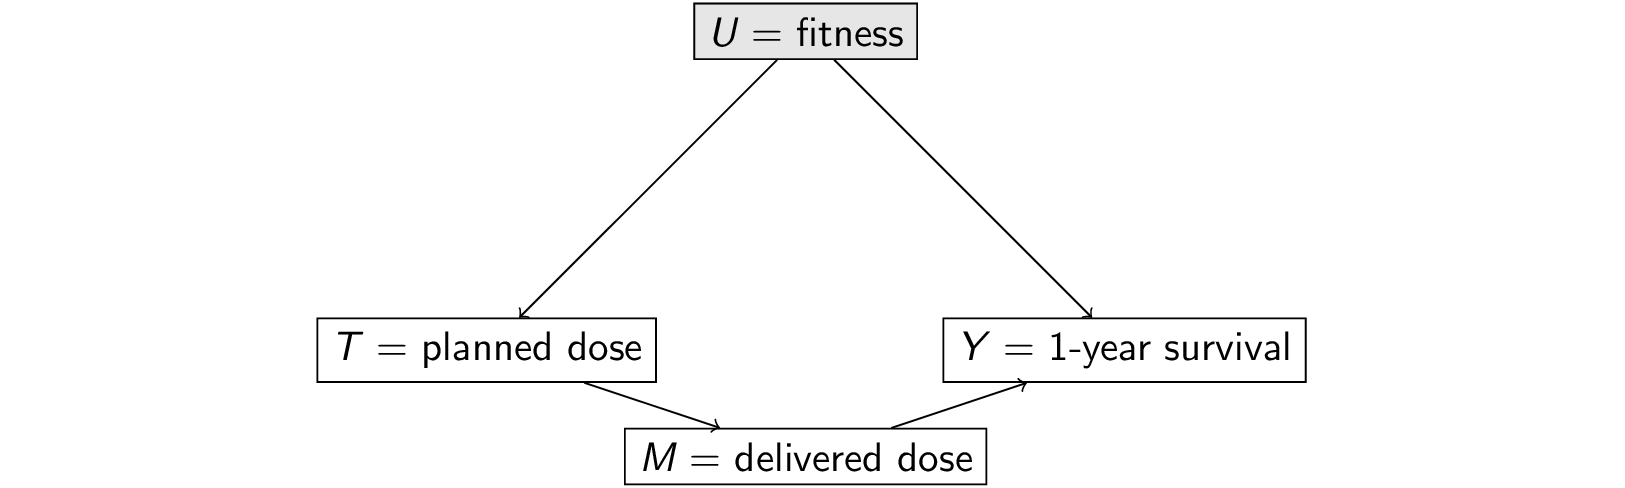 U = fitness
T = planned dose
Y = 1-year survival
M = delivered dose